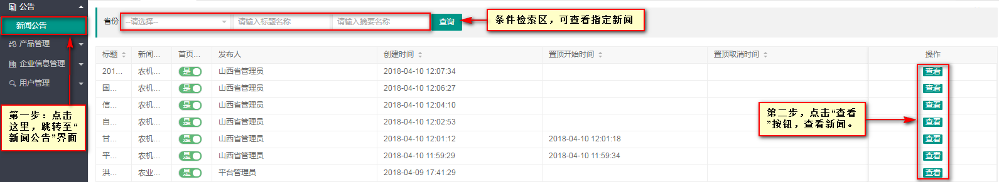 公告
新闻公告
产品管理
企业信息管理
用户管理
第一步：点击
这里，跳转至“
新闻公告”界面
省份 --请选择-- 请输入标题名称 请输入摘要名称 查询
条件检索区，可查看指定新闻
标题 新闻... 首页... 发布人 创建时间 置顶开始时间 置顶取消时间 操作
201... 农机... 是 山西省管理员 2018-04-10 12:07:34 查看
国... 农机... 是 山西省管理员 2018-04-10 12:06:27 查看
信... 农机... 是 山西省管理员 2018-04-10 12:04:10 查看
自... 农机... 是 山西省管理员 2018-04-10 12:02:53 查看
甘... 农机... 是 山西省管理员 2018-04-10 12:01:12 2018-04-10 12:01:18 查看
平... 农机... 是 山西省管理员 2018-04-10 11:59:29 2018-04-10 11:59:34 查看
洪... 农业... 是 平台管理员 2018-04-09 17:41:29 查看
第二步，点击“查看
”按钮，查看新闻。